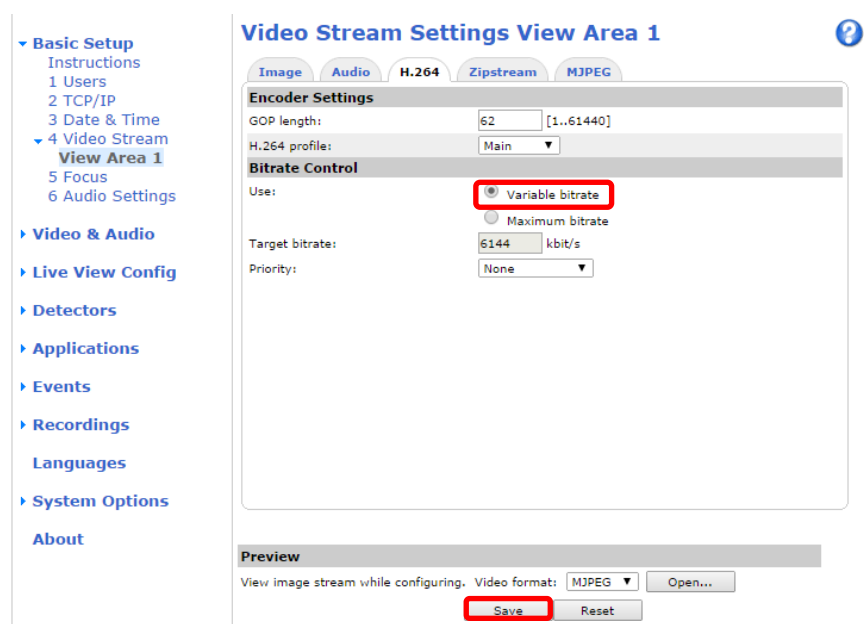 Basic Setup
Instructions
1 Users
2 TCP/IP
3 Date & Time
4 Video Stream
View Area 1
5 Focus
6 Audio Settings
Video & Audio
Live View Config
Detectors
Applications
Events
Recordings
Languages
System Options
About
Video Stream Settings View Area 1
?
Image Audio H.264 Zipstream MJPEG
Encoder Settings
GOP length: 62 [1..61440]
H.264 profile: Main
Bitrate Control
Use: Variable bitrate
Maximum bitrate
Target bitrate: 6144 kbit/s
Priority: None
Preview
View image stream while configuring. Video format: MJPEG Open...
Save Reset